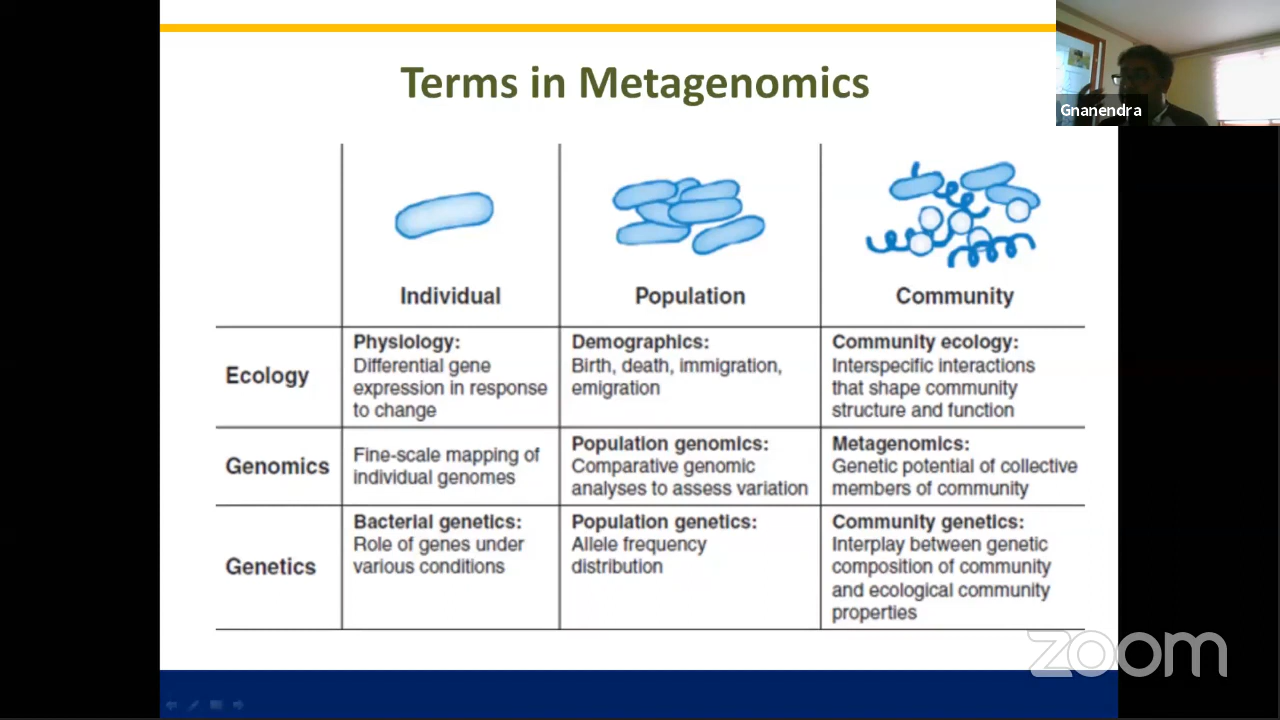 Terms in Metagenomics
Gnanendra
Individual
Population
Community
Ecology
Physiology:
Differential gene
expression in response
to change
Demographics:
Birth, death, immigration,
emigration
Community ecology:
Interspecific interactions
that shape community
structure and function
Genomics
Fine-scale mapping of
individual genomes
Population genomics:
Comparative genomic
analyses to assess variation
Metagenomics:
Genetic potential of collective
members of community
Genetics
Bacterial genetics:
Role of genes under
various conditions
Population genetics:
Allele frequency
distribution
Community genetics:
Interplay between genetic
composition of community
and ecological community
properties
zoom